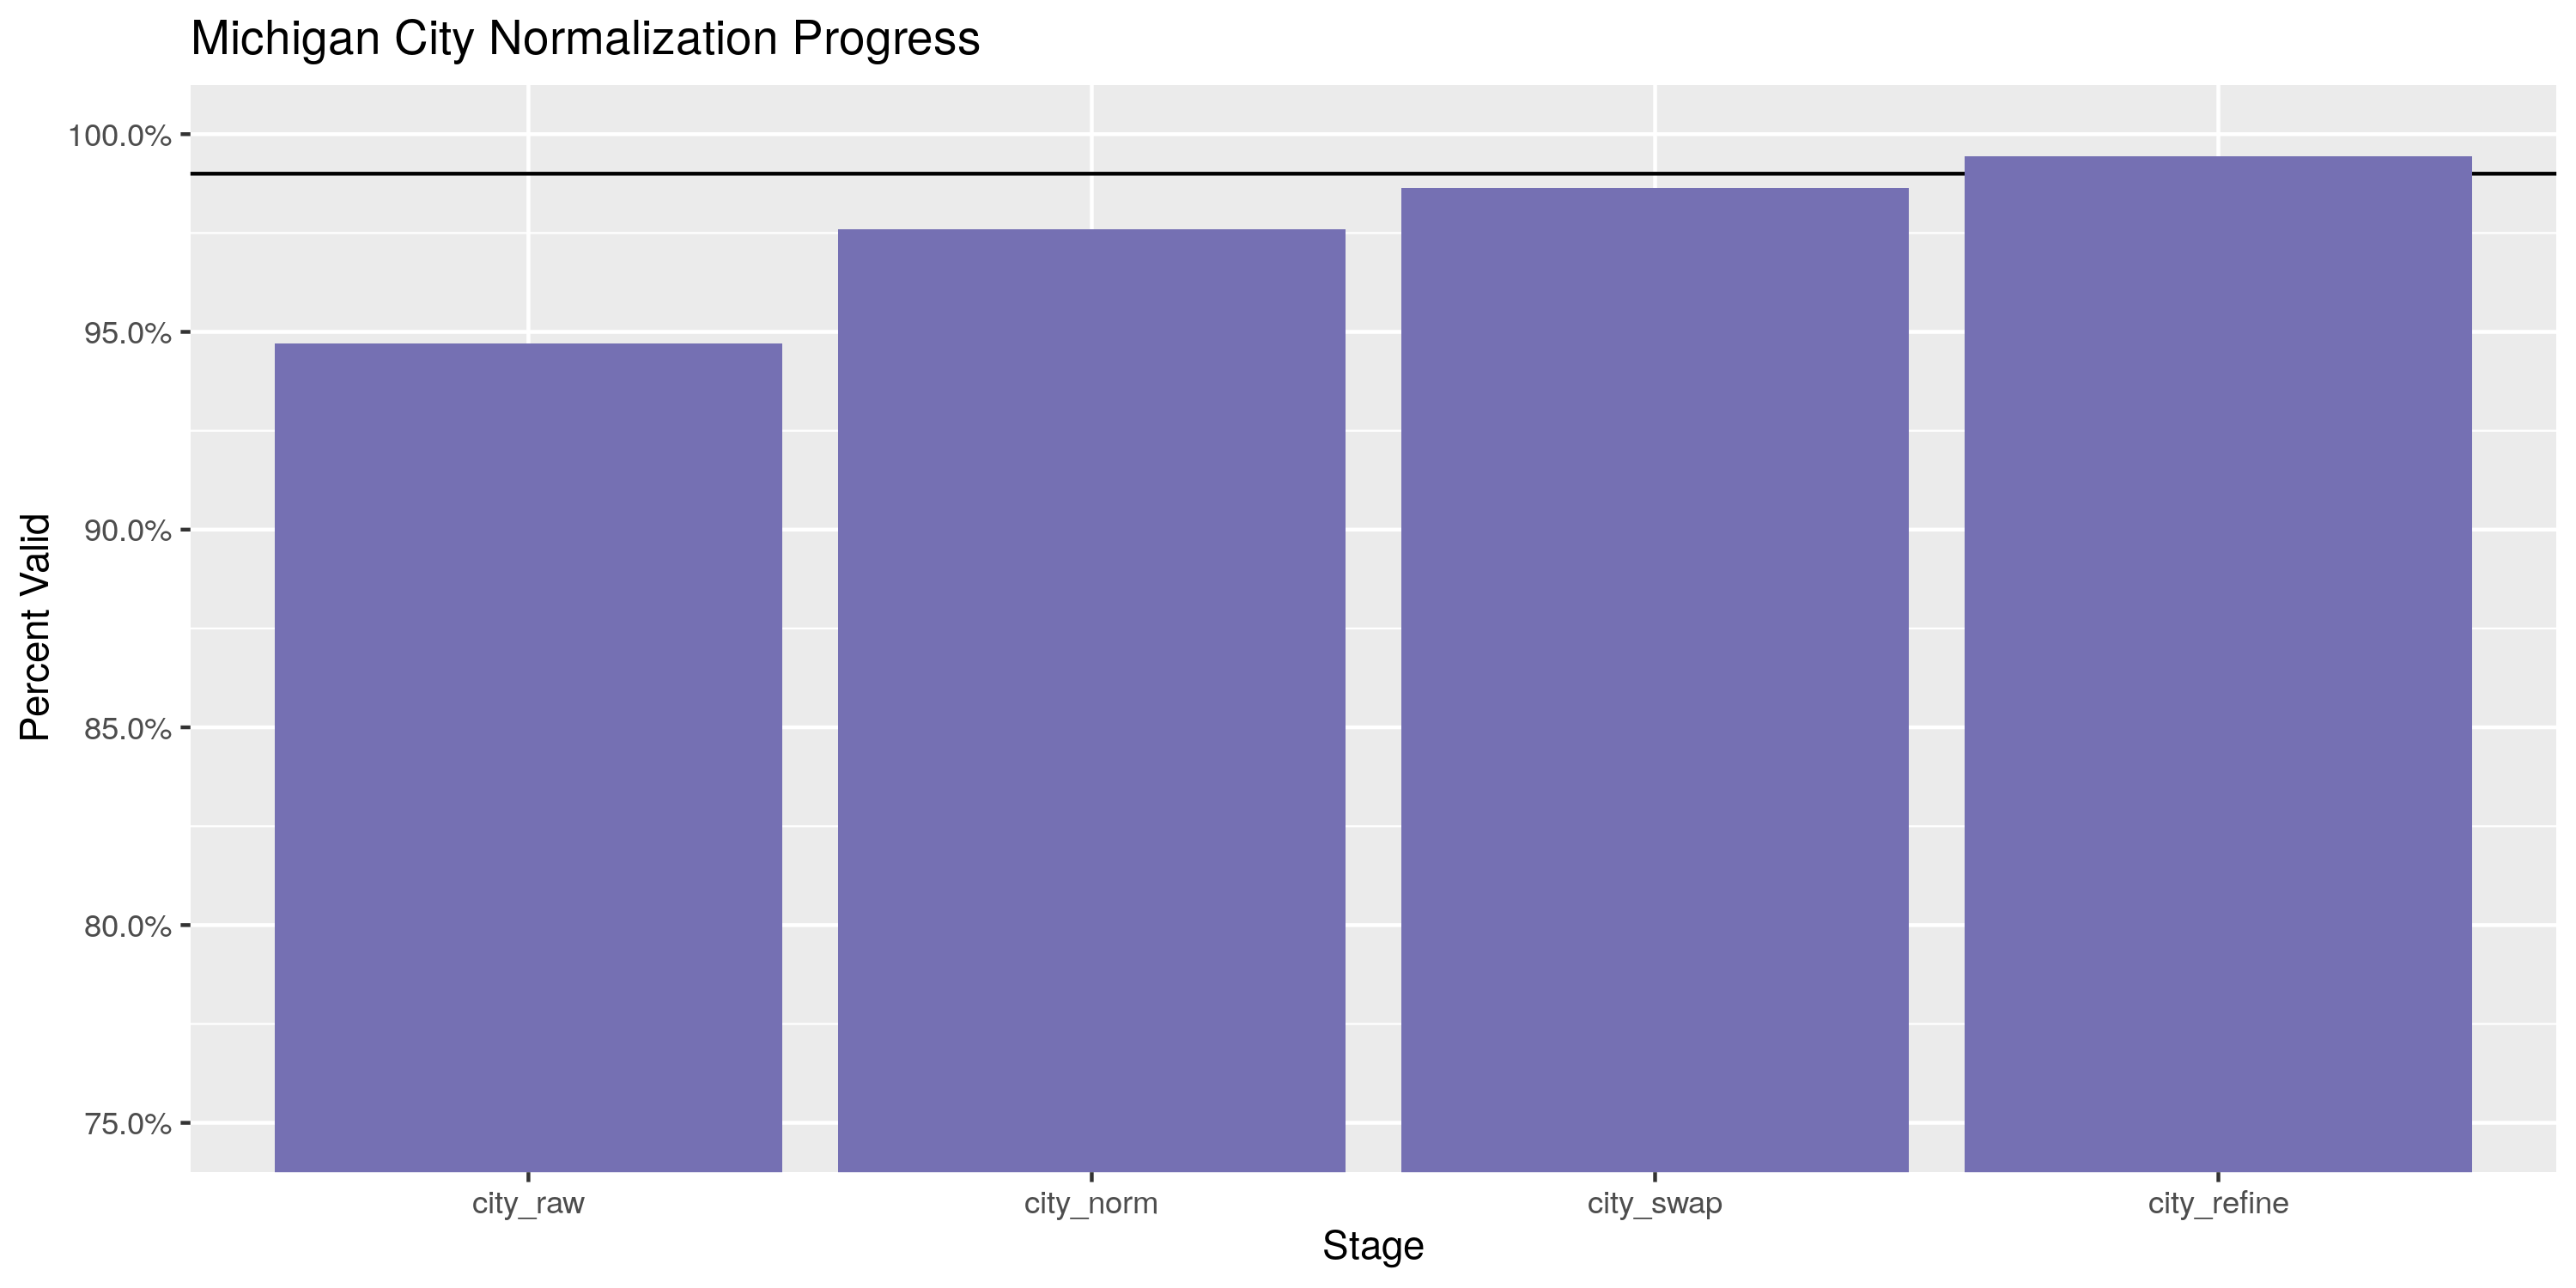 Michigan City Normalization Progress
Percent Valid
100.0%
95.0%
90.0%
85.0%
80.0%
75.0%
city_raw
city_norm
city_swap
city_refine
Stage